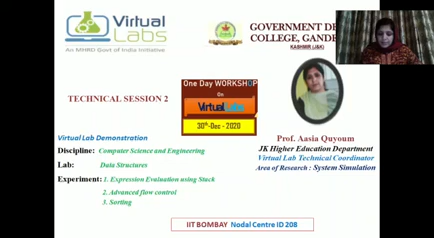 Virtual
Labs
An MHRD Govt of India Initiative
GOVERNMENT DE
COLLEGE, GANDE
KASHMIR (J&K)
TECHNICAL SESSION 2
One Day WORKSHOP
On
Virtual Labs
30th-Dec - 2020
Virtual Lab Demonstration
Discipline: Computer Science and Engineering
Lab: Data Structures
Experiment: 1. Expression Evaluation using Stack
2. Advanced flow control
3. Sorting
Prof. Aasia Quyoum
JK Higher Education Department
Virtual Lab Technical Coordinator
Area of Research : System Simulation
IIT BOMBAY Nodal Centre ID 208